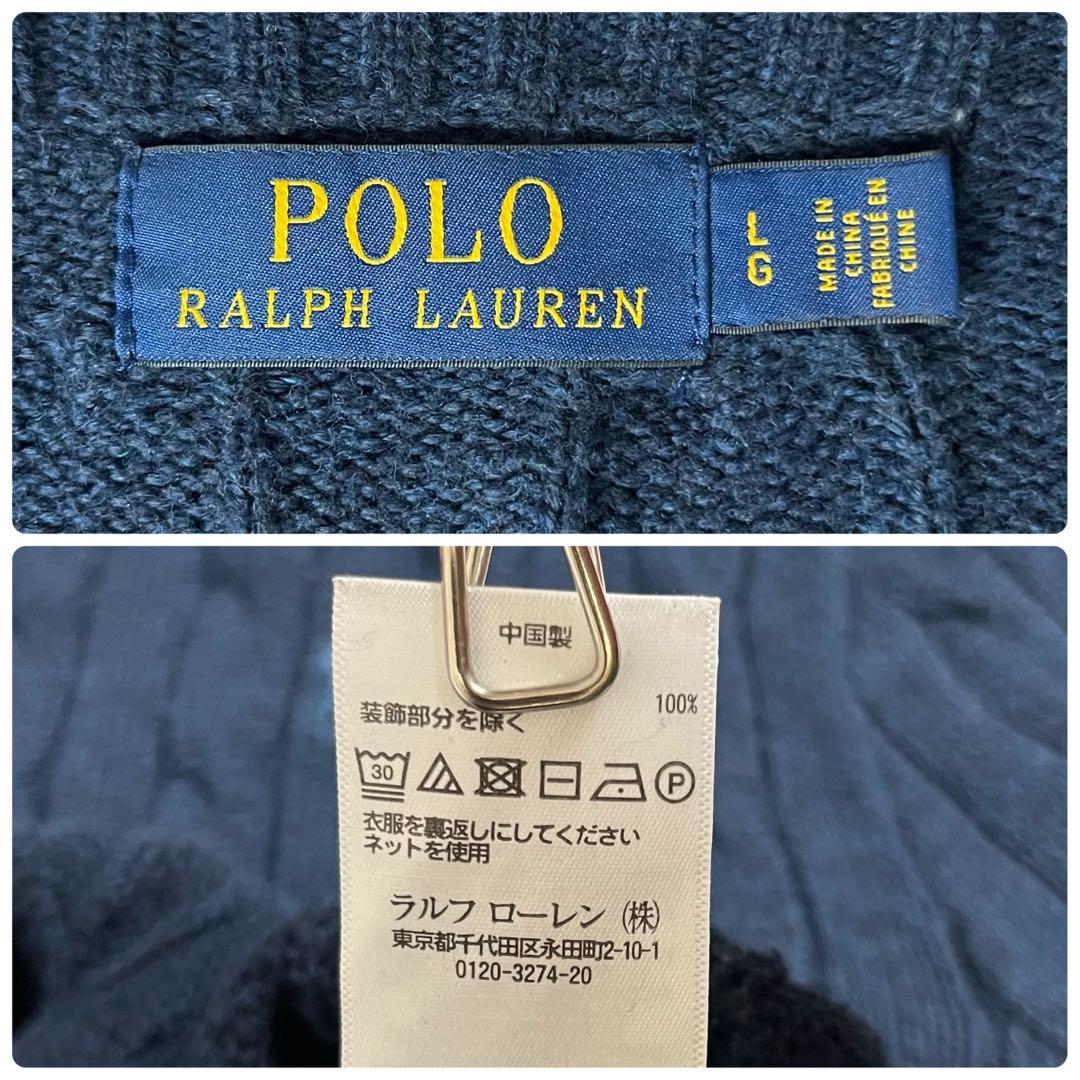 POLO
RALPH LAUREN
L
G
MADE IN
CHINA
FABRIQUÉ EN
CHINE
中国製
100%
装飾部分を除く
30
P
衣服を裏返しにしてください
ネットを使用
ラルフ ローレン (株)
東京都千代田区永田町2-10-1
0120-3274-20